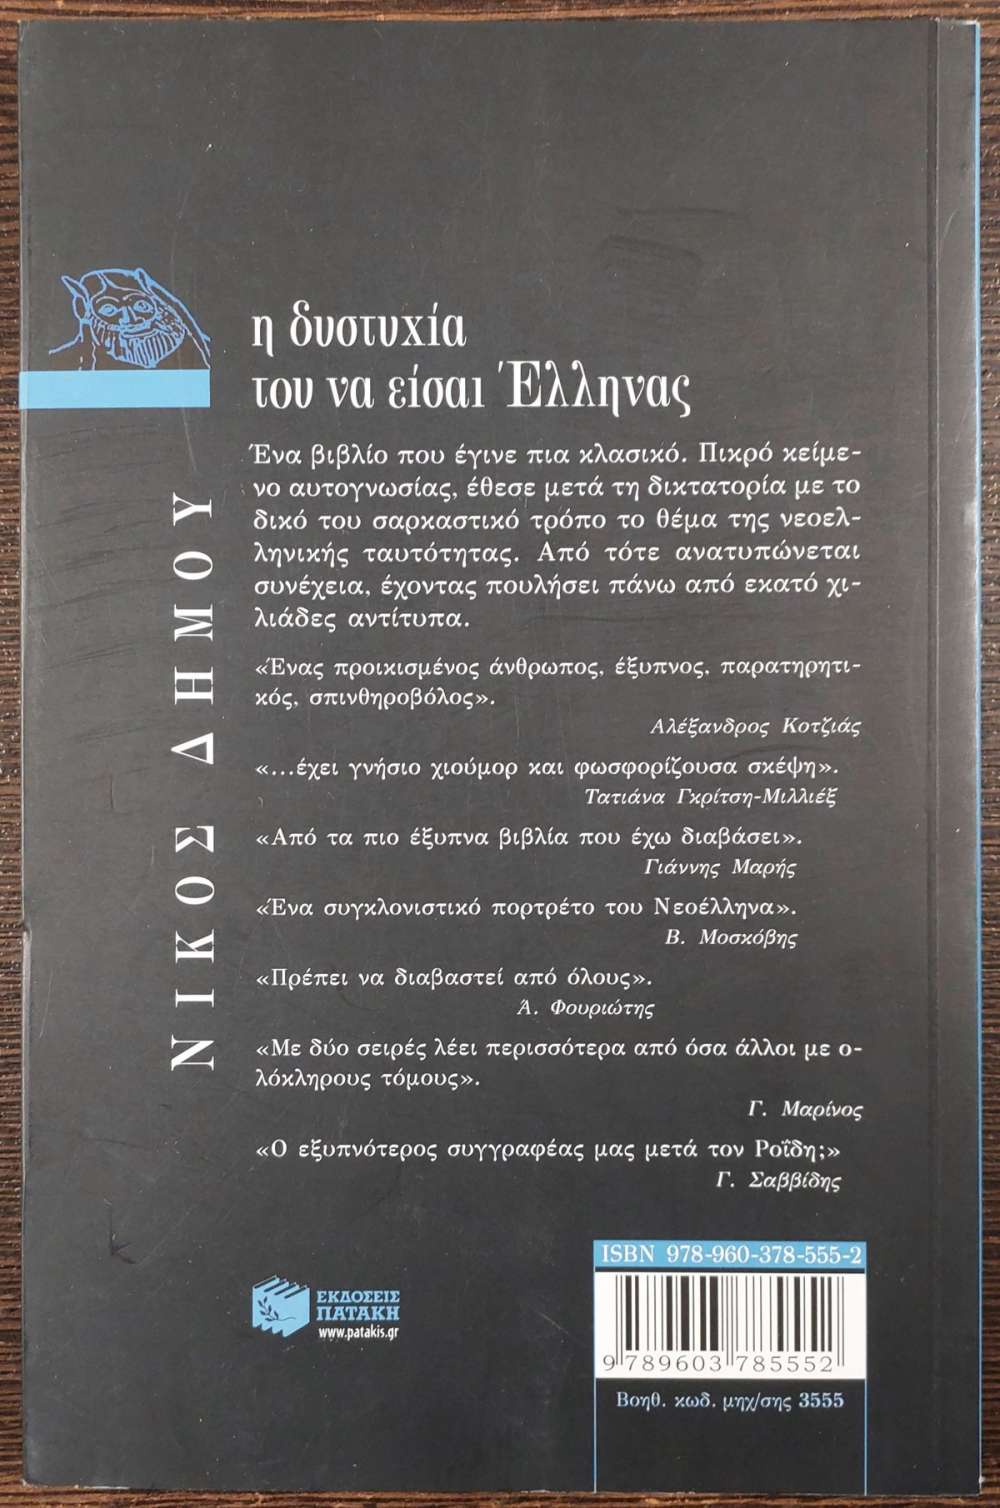 η δυστυχία
του να είσαι Έλληνας
Ένα βιβλίο που έγινε πια κλασικό. Πικρό κείμε-
νο αυτογνωσίας, έθεσε μετά τη δικτατορία με το
δικό του σαρκαστικό τρόπο το θέμα της νεοελ-
ληνικής ταυτότητας. Από τότε ανατυπώνεται
συνέχεια, έχοντας πουλήσει πάνω από εκατό χι-
λιάδες αντίτυπα.
«Ένας προικισμένος άνθρωπος, έξυπνος, παρατηρητι-
κός, σπινθηροβόλος».
Αλέξανδρος Κοτζιάς
«...έχει γνήσιο χιούμορ και φωσφορίζουσα σκέψη».
Τατιάνα Γκρίτση-Μιλλιέξ
«Από τα πιο έξυπνα βιβλία που έχω διαβάσει».
Γιάννης Μαρής
«Ένα συγκλονιστικό πορτρέτο του Νεοέλληνα».
Β. Μοσκόβης
«Πρέπει να διαβαστεί από όλους».
Ά. Φουριώτης
«Με δύο σειρές λέει περισσότερα από όσα άλλοι με ο-
λόκληρους τόμους».
Γ. Μαρίνος
«Ο εξυπνότερος συγγραφέας μας μετά τον Ροΐδη;»
Γ. Σαββίδης
ΝΙΚΟΣ ΔΗΜΟΥ
ΕΚΔΟΣΕΙΣ
ΠΑΤΑΚΗ
www.patakis.gr
ISBN 978-960-378-555-2
9 789603 785552
Βοηθ. κωδ. μηχ/σης 3555